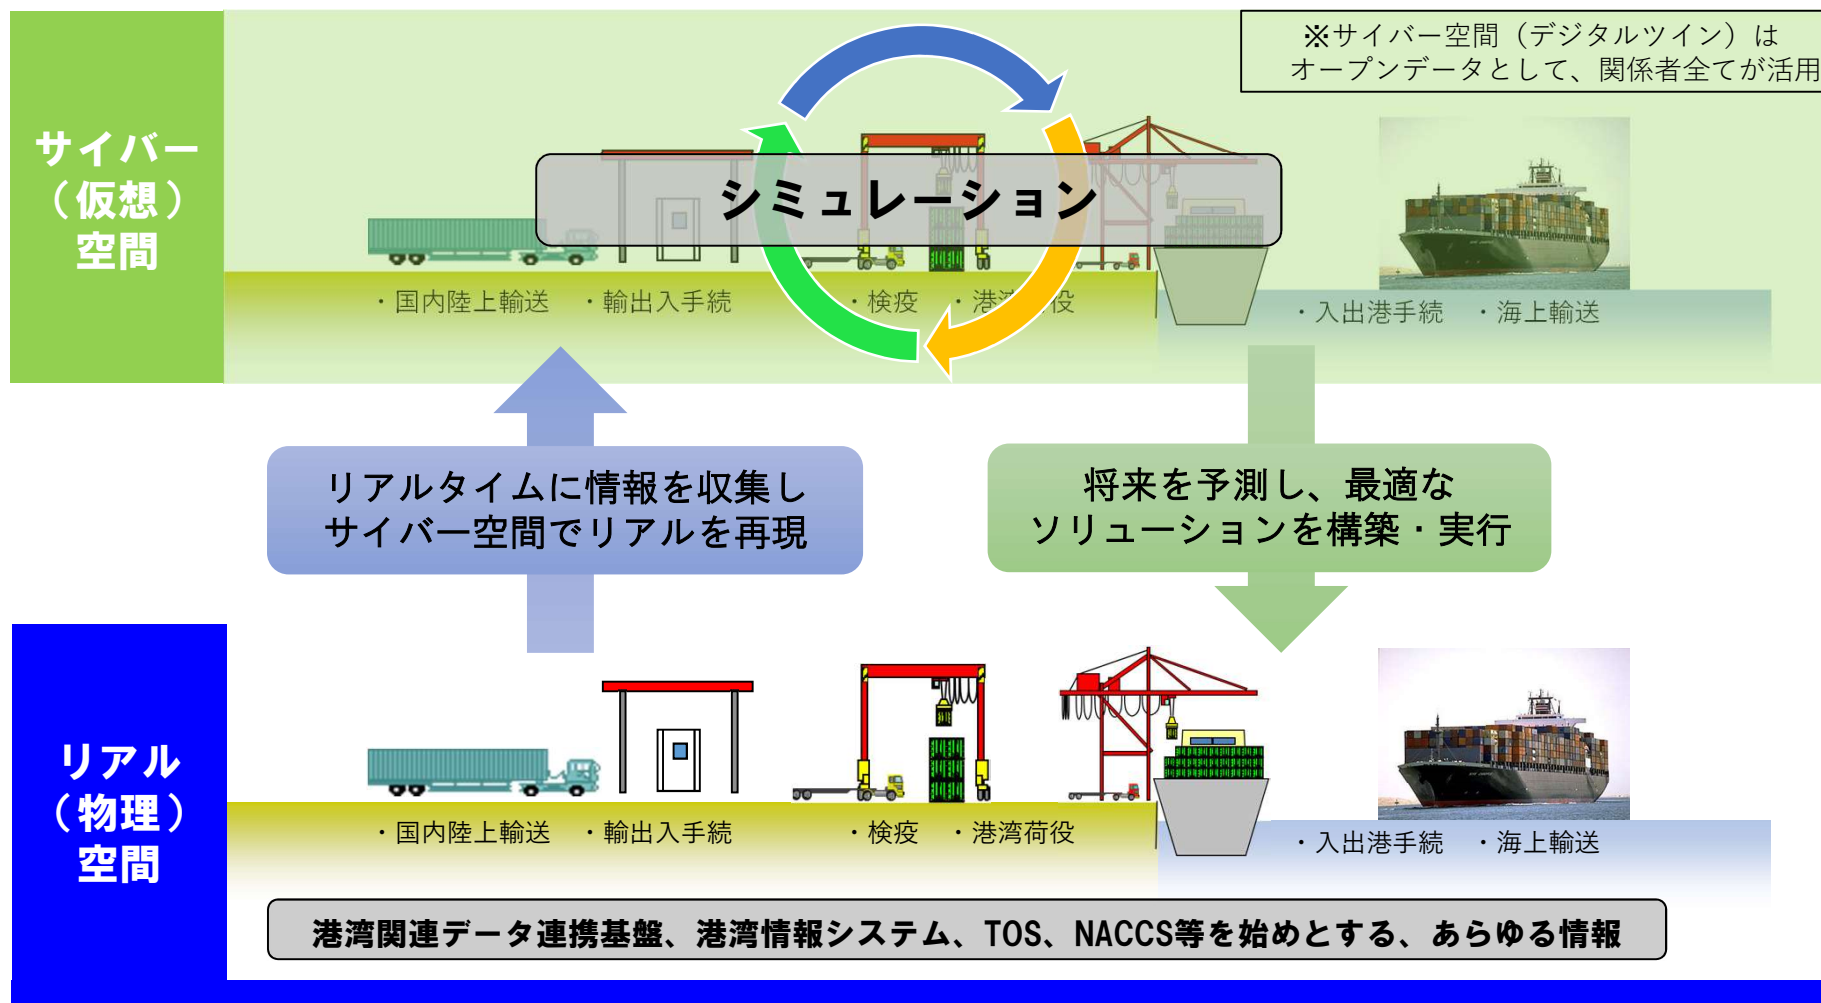 ※サイバー空間（デジタルツイン）は
オープンデータとして、関係者全てが活用
サイバー
（仮想）
空間
シミュレーション
・国内陸上輸送 ・輸出入手続 ・検疫 ・港湾荷役 ・入出港手続 ・海上輸送
リアルタイムに情報を収集し
サイバー空間でリアルを再現
将来を予測し、最適な
ソリューションを構築・実行
リアル
（物理）
空間
・国内陸上輸送 ・輸出入手続 ・検疫 ・港湾荷役 ・入出港手続 ・海上輸送
港湾関連データ連携基盤、港湾情報システム、TOS、NACCS等を始めとする、あらゆる情報